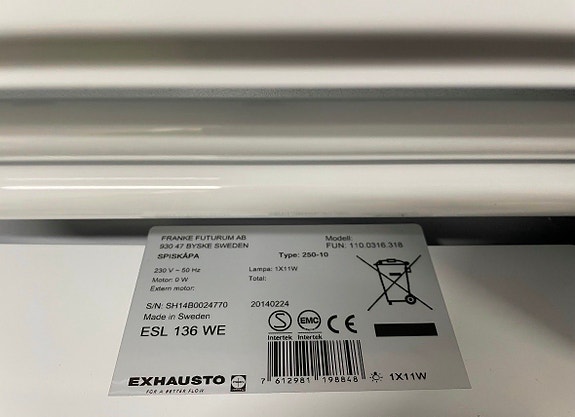 FRANKE FUTURUM AB
930 47 BYSKE SWEDEN
Modell:
FUN: 110.0316.318
SPISKÅPA
Type: 250-10
230 V ~ 50 Hz
Lampa: 1X11W
Motor: 0 W
Total:
Extern motor:
S/N: SH14B0024770
20140224
Made in Sweden
ESL 136 WE
S
EMC
CE
Intertek
Intertek
EXHAUSTO
FOR A BETTER FLOW
7 612981 198848
1X11W